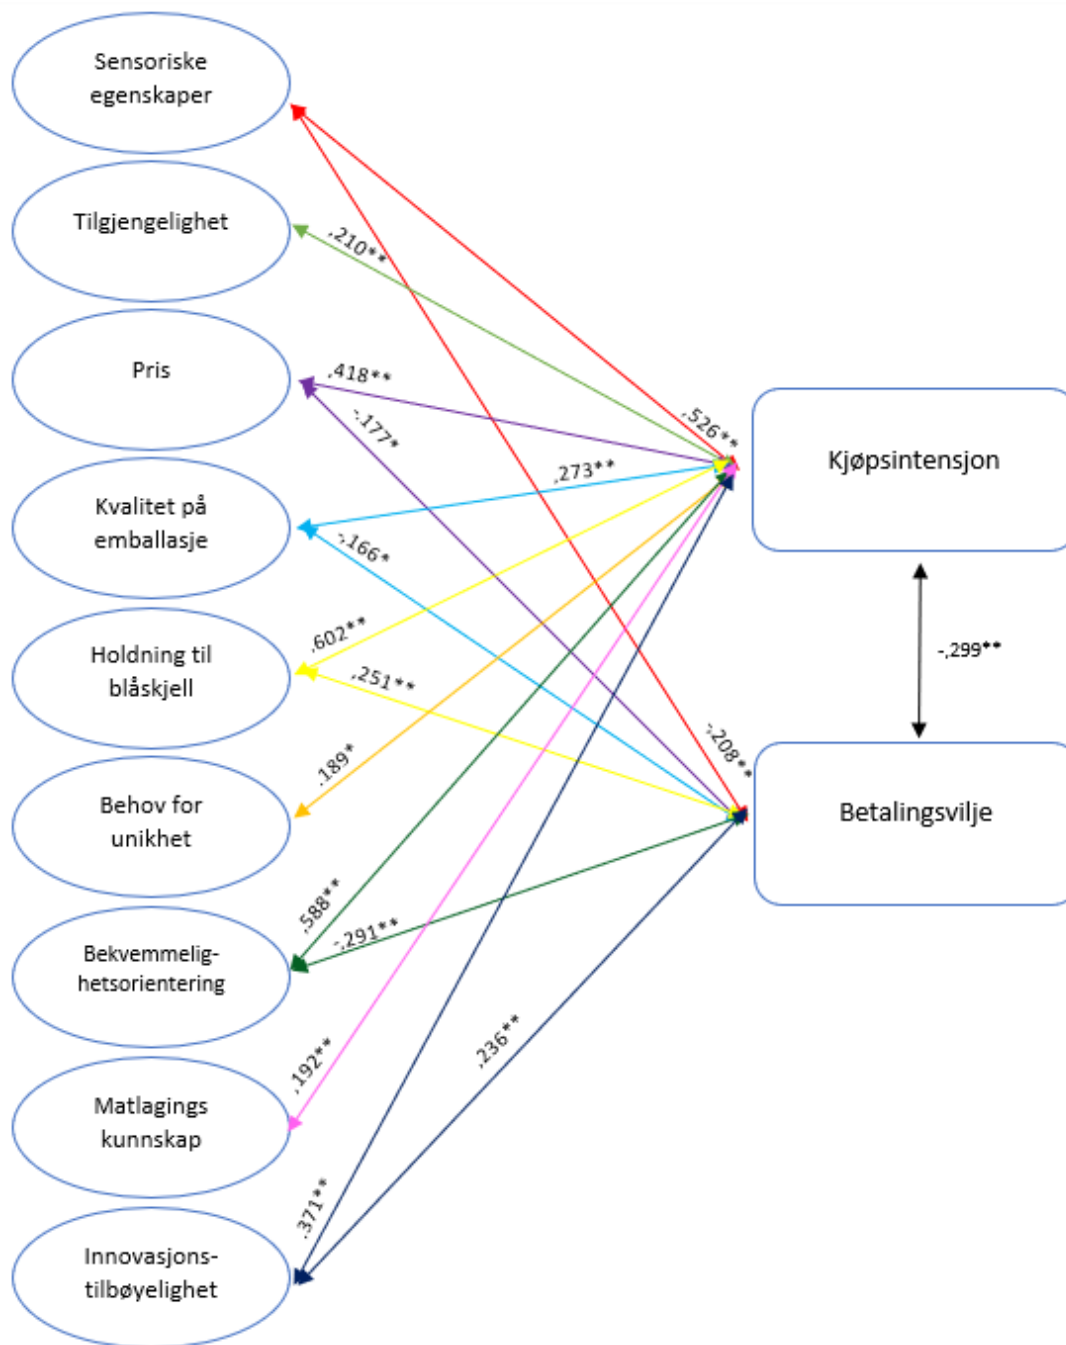 Sensoriske
egenskaper
Tilgjengelighet
,210**
Pris
,418**
-.177*
,526**
Kjøpsintensjon
Kvalitet på
emballasje
,273**
-,166*
Holdning til
blåskjell
,602**
,251**
-,299**
Behov for
unikhet
.189*
-,208**
Betalingsvilje
Bekvemmelig-
hetsorientering
,588**
-,291**
Matlagings
kunnskap
,192**
,236**
Innovasjons-
tilbøyelighet
,371**